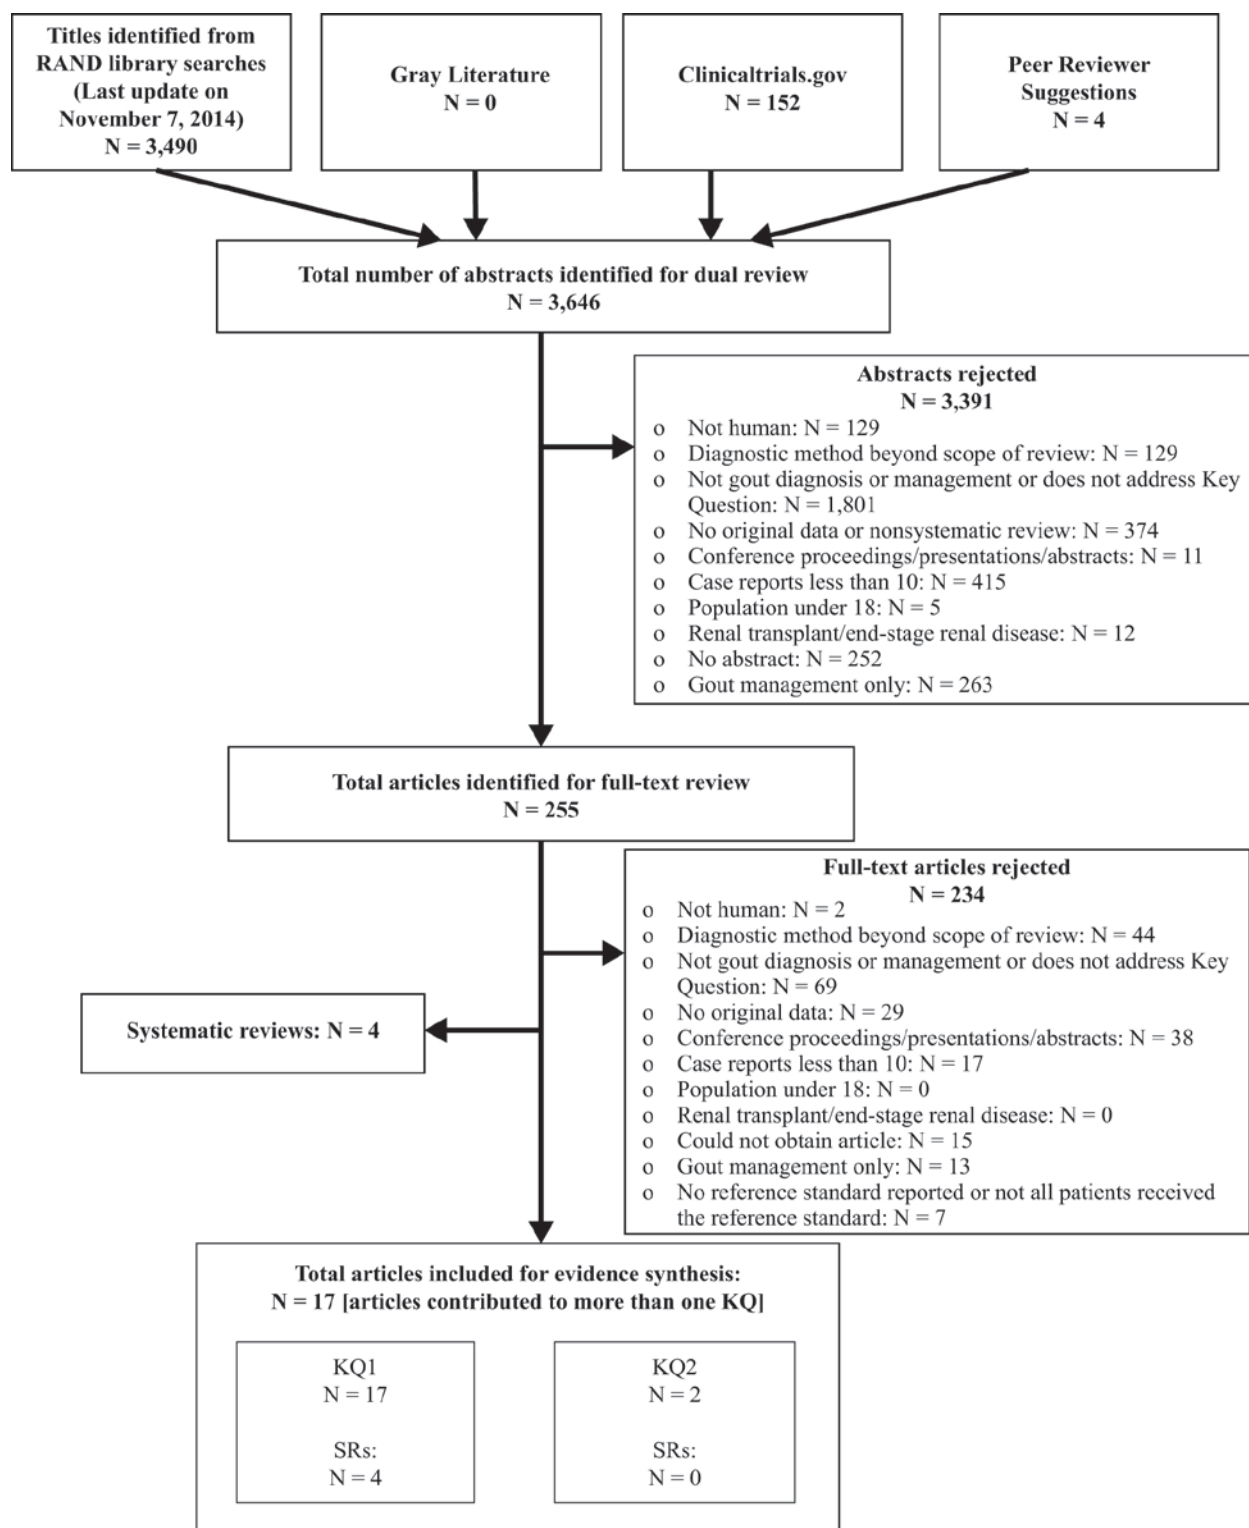 Titles identified from
RAND library searches
(Last update on
November 7, 2014)
N = 3,490
Gray Literature
N = 0
Clinicaltrials.gov
N = 152
Peer Reviewer
Suggestions
N = 4
Total number of abstracts identified for dual review
N = 3,646
Abstracts rejected
N = 3,391
o Not human: N = 129
o Diagnostic method beyond scope of review: N = 129
o Not gout diagnosis or management or does not address Key
Question: N = 1,801
o No original data or nonsystematic review: N = 374
o Conference proceedings/presentations/abstracts: N = 11
o Case reports less than 10: N = 415
o Population under 18: N = 5
o Renal transplant/end-stage renal disease: N = 12
o No abstract: N = 252
o Gout management only: N = 263
Total articles identified for full-text review
N = 255
Full-text articles rejected
N = 234
o Not human: N = 2
o Diagnostic method beyond scope of review: N = 44
o Not gout diagnosis or management or does not address Key
Question: N = 69
o No original data: N = 29
o Conference proceedings/presentations/abstracts: N = 38
o Case reports less than 10: N = 17
o Population under 18: N = 0
o Renal transplant/end-stage renal disease: N = 0
o Could not obtain article: N = 15
o Gout management only: N = 13
o No reference standard reported or not all patients received
the reference standard: N = 7
Systematic reviews: N = 4
Total articles included for evidence synthesis:
N = 17 [articles contributed to more than one KQ]
KQ1
N = 17
SRs:
N = 4
KQ2
N = 2
SRs:
N = 0